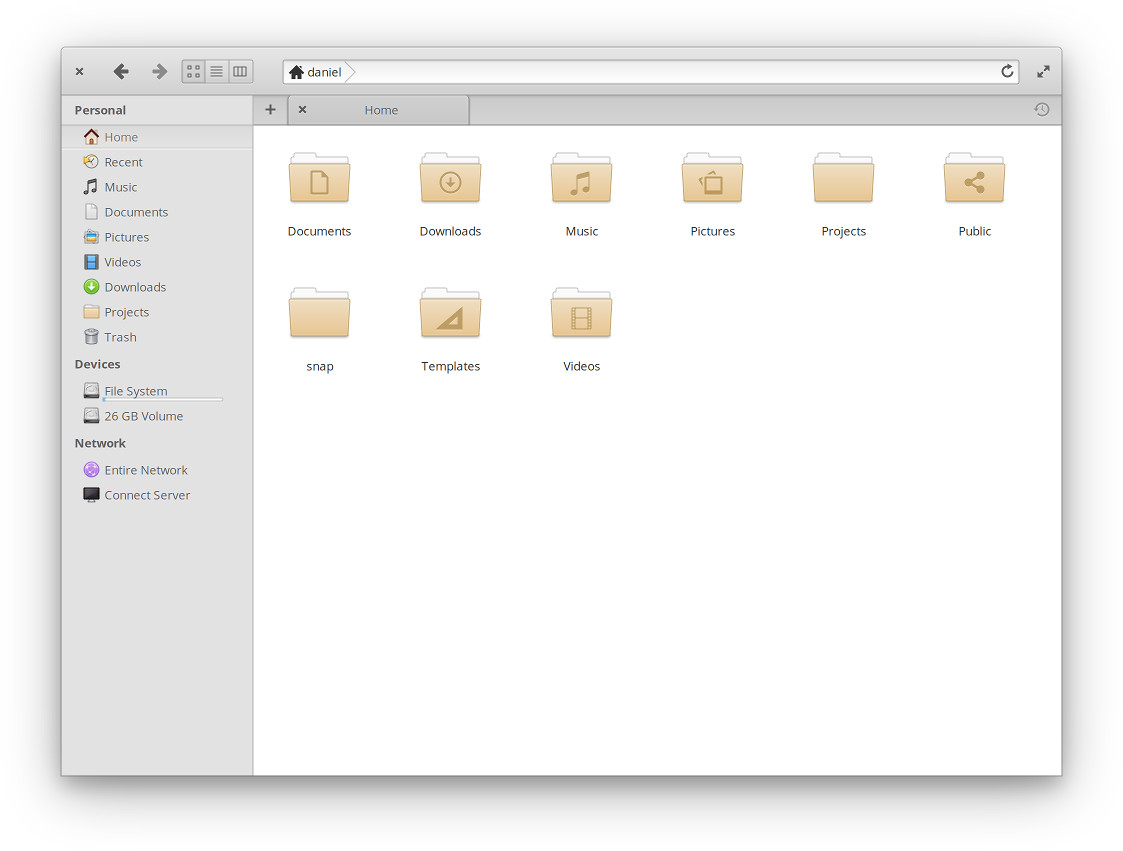 daniel
Personal
+ × Home
Home
Recent
Music
Documents
Pictures
Videos
Downloads
Projects
Trash
Devices
File System
26 GB Volume
Network
Entire Network
Connect Server
Documents Downloads Music Pictures Projects Public
snap Templates Videos